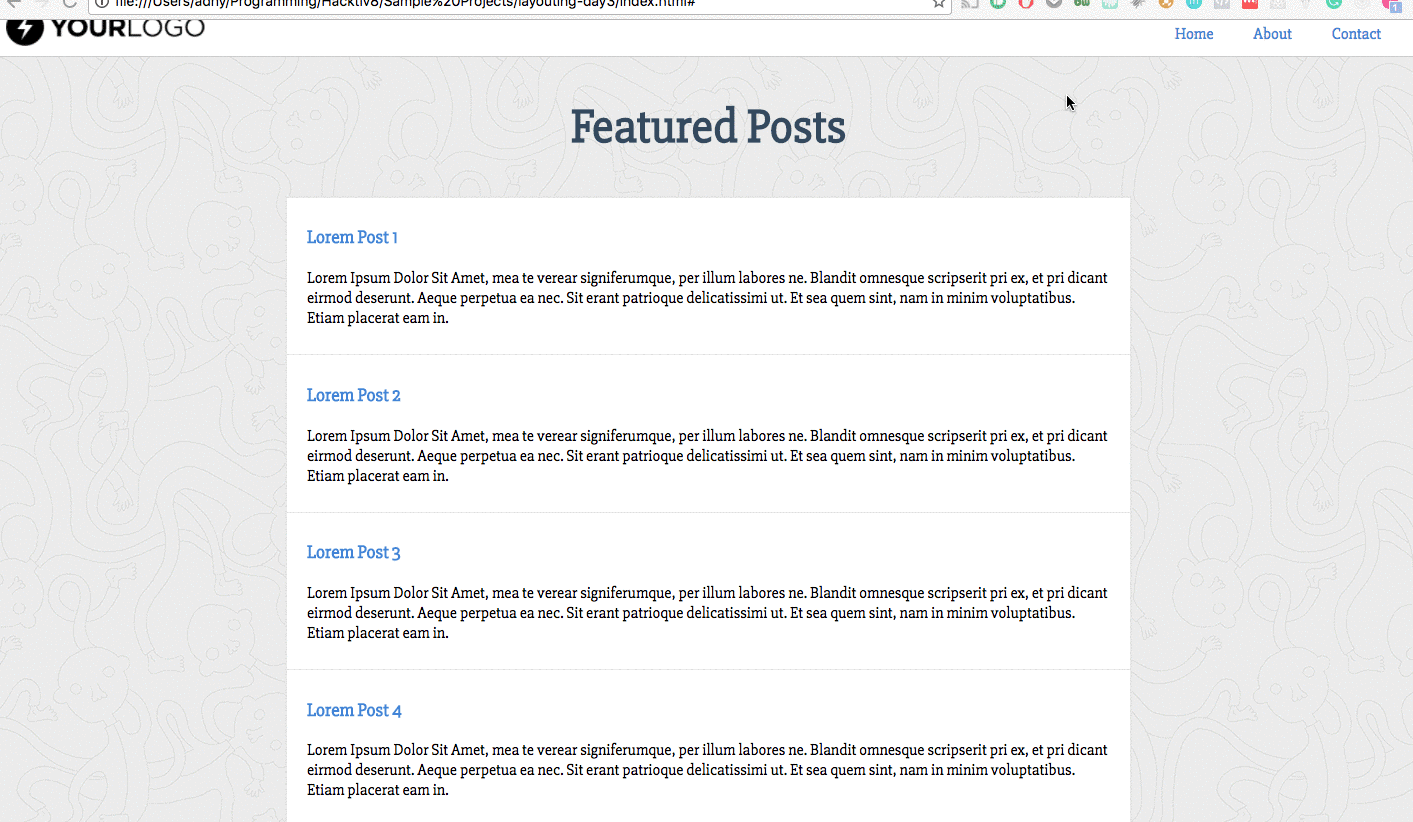 file:///Users/adhy/Programming/Hacktiv8/Sample%20Projects/layouting-day3/index.html#
YOURLOGO
Home About Contact
Featured Posts
Lorem Post 1
Lorem Ipsum Dolor Sit Amet, mea te verear signiferumque, per illum labores ne. Blandit omnesque scripserit pri ex, et pri dicant
eirmod deserunt. Aeque perpetua ea nec. Sit erant patrioque delicatissimi ut. Et sea quem sint, nam in minim voluptatibus.
Etiam placerat eam in.
Lorem Post 2
Lorem Ipsum Dolor Sit Amet, mea te verear signiferumque, per illum labores ne. Blandit omnesque scripserit pri ex, et pri dicant
eirmod deserunt. Aeque perpetua ea nec. Sit erant patrioque delicatissimi ut. Et sea quem sint, nam in minim voluptatibus.
Etiam placerat eam in.
Lorem Post 3
Lorem Ipsum Dolor Sit Amet, mea te verear signiferumque, per illum labores ne. Blandit omnesque scripserit pri ex, et pri dicant
eirmod deserunt. Aeque perpetua ea nec. Sit erant patrioque delicatissimi ut. Et sea quem sint, nam in minim voluptatibus.
Etiam placerat eam in.
Lorem Post 4
Lorem Ipsum Dolor Sit Amet, mea te verear signiferumque, per illum labores ne. Blandit omnesque scripserit pri ex, et pri dicant
eirmod deserunt. Aeque perpetua ea nec. Sit erant patrioque delicatissimi ut. Et sea quem sint, nam in minim voluptatibus.
Etiam placerat eam in.